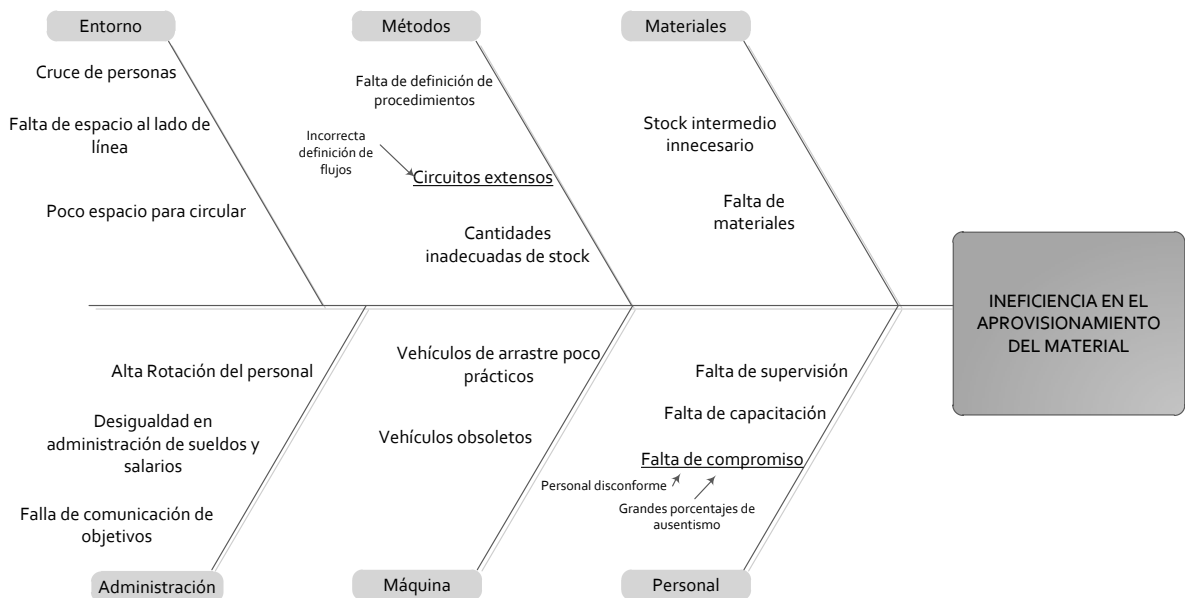 Entorno
Métodos
Materiales
Cruce de personas
Falta de espacio al lado de
línea
Poco espacio para circular
Falta de definición de
procedimientos
Incorrecta
definición de
flujos
Circuitos extensos
Cantidades
inadecuadas de stock
Stock intermedio
innecesario
Falta de
materiales
INEFICIENCIA EN EL
APROVISIONAMIENTO
DEL MATERIAL
Alta Rotación del personal
Desigualdad en
administración de sueldos y
salarios
Falla de comunicación de
objetivos
Vehículos de arrastre poco
prácticos
Vehículos obsoletos
Falta de supervisión
Falta de capacitación
Falta de compromiso
Personal disconforme
Grandes porcentajes de
ausentismo
Administración
Máquina
Personal